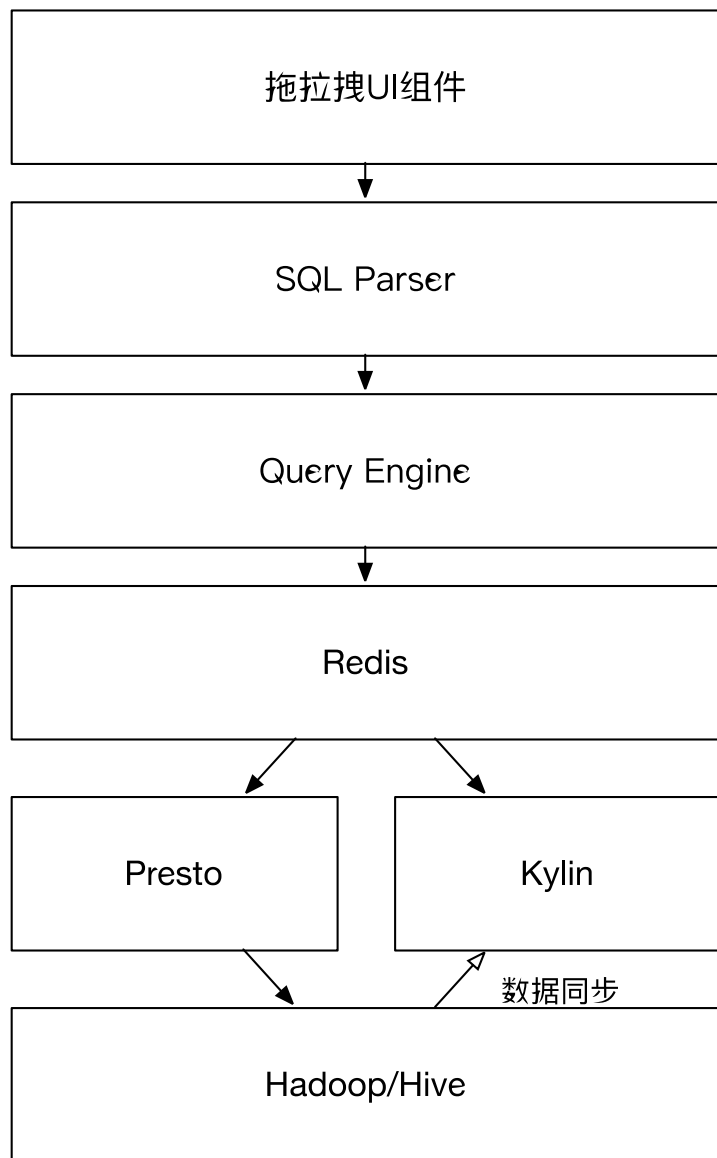 拖拉拽UI组件
SQL Parser
Query Engine
Redis
Presto
Kylin
数据同步
Hadoop/Hive